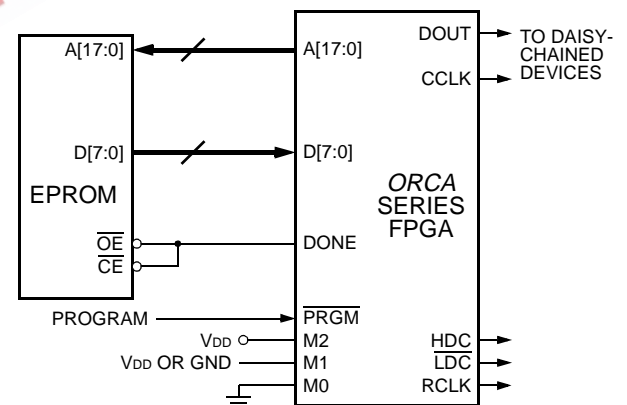 DOUT
TO DAISY-
CHAINED
DEVICES
A[17:0]
A[17:0]
CCLK
D[7:0]
D[7:0]
EPROM
ORCA
SERIES
FPGA
OE
CE
DONE
PROGRAM
PRGM
VDD
M2
HDC
VDD OR GND
M1
LDC
M0
RCLK